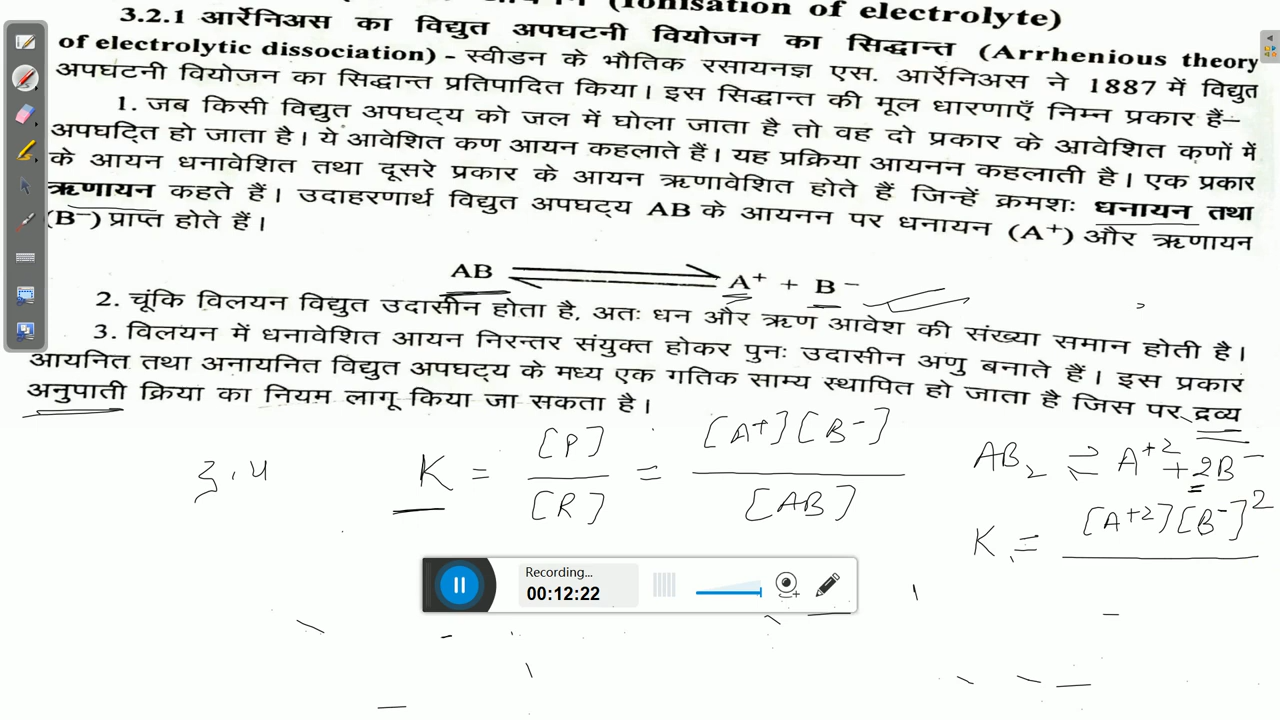 (Ionisation of electrolyte)
3.2.1 आर्रेनिअस का विद्युत अपघटनी वियोजन का सिद्धान्त (Arrhenious theory
of electrolytic dissociation) - स्वीडन के भौतिक रसायनज्ञ एस. आर्रेनिअस ने 1887 में विद्युत
अपघटनी वियोजन का सिद्धान्त प्रतिपादित किया। इस सिद्धान्त की मूल धारणाएँ निम्न प्रकार हैं–
1. जब किसी विद्युत अपघट्य को जल में घोला जाता है तो वह दो प्रकार के आवेशित कणों में
अपघट्ति हो जाता है। ये आवेशित कण आयन कहलाते हैं। यह प्रक्रिया आयनन कहलाती है। एक प्रकार
के आयन धनावेशित तथा दूसरे प्रकार के आयन ऋणावेशित होते हैं जिन्हें क्रमशः धनायन तथा
ऋणायन कहते हैं। उदाहरणार्थ विद्युत अपघट्य AB के आयनन पर धनायन (A⁺) और ऋणायन
(B⁻) प्राप्त होते हैं।
AB ⇌ A⁺ + B⁻
2. चूंकि विलयन विद्युत उदासीन होता है, अतः धन और ऋण आवेश की संख्या समान होती है।
3. विलयन में धनावेशित आयन निरन्तर संयुक्त होकर पुनः उदासीन अणु बनाते हैं। इस प्रकार
आयनित तथा अनायनित विद्युत अपघट्य के मध्य एक गतिक साम्य स्थापित हो जाता है जिस पर द्रव्य
अनुपाती क्रिया का नियम लागू किया जा सकता है।
K = [P] / [R] = [A+][B⁻] / [AB]
AB₂ ⇌ A⁺² + 2B⁻
K = [A+2][B⁻]²
Recording...
00:12:22